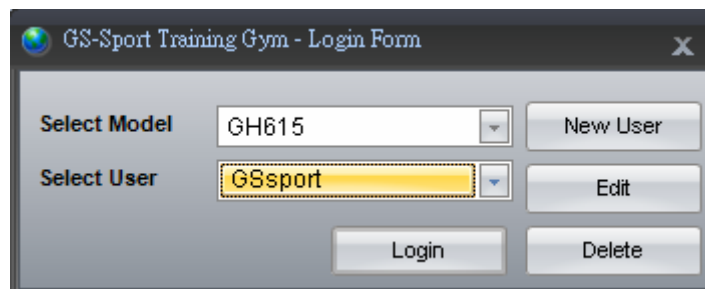 GS-Sport Training Gym - Login Form x
Select Model GH615 New User
Select User GSsport Edit
Login Delete